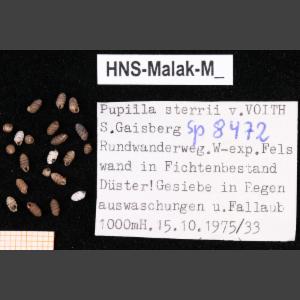 HNS-Malak-M_
Pupilla sterrii v.VOITH
S.Gaisberg Sp 8472
Rundwanderweg.W-exp.Fels
wand in Fichtenbestand
Düster!Gesiebe in Regen
auswaschungen u.Fallaub
1000mH. 15.10.1975/33